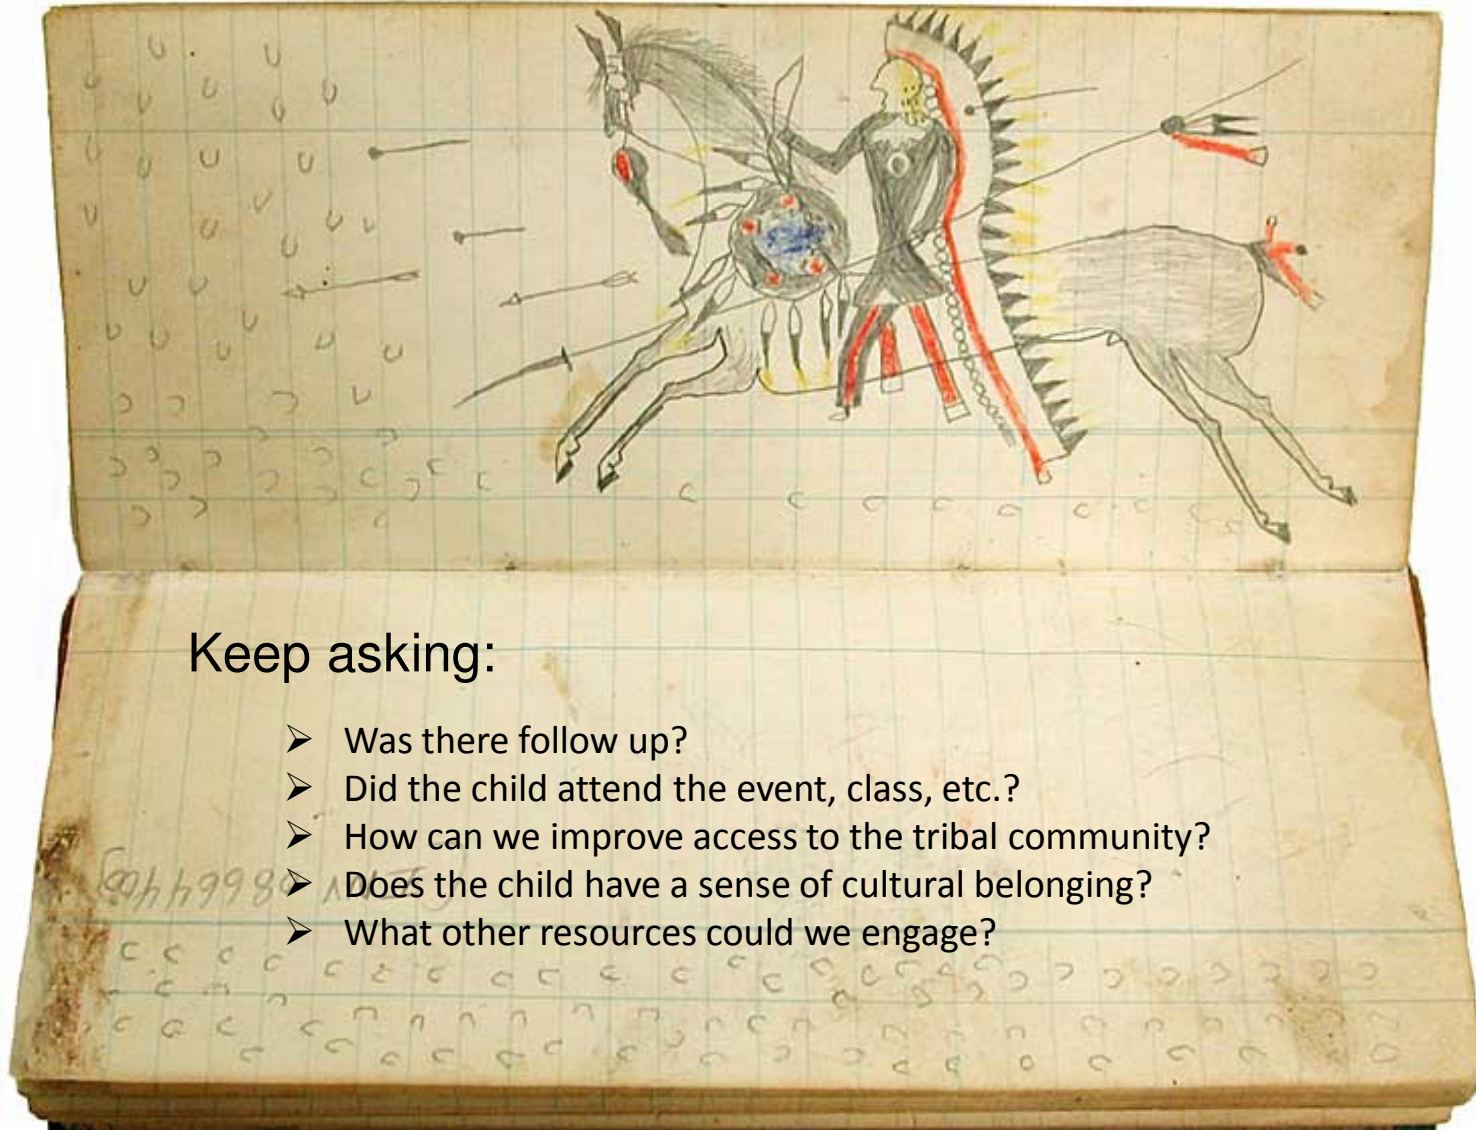 Keep asking:
➢ Was there follow up?
➢ Did the child attend the event, class, etc.?
➢ How can we improve access to the tribal community?
➢ Does the child have a sense of cultural belonging?
➢ What other resources could we engage?